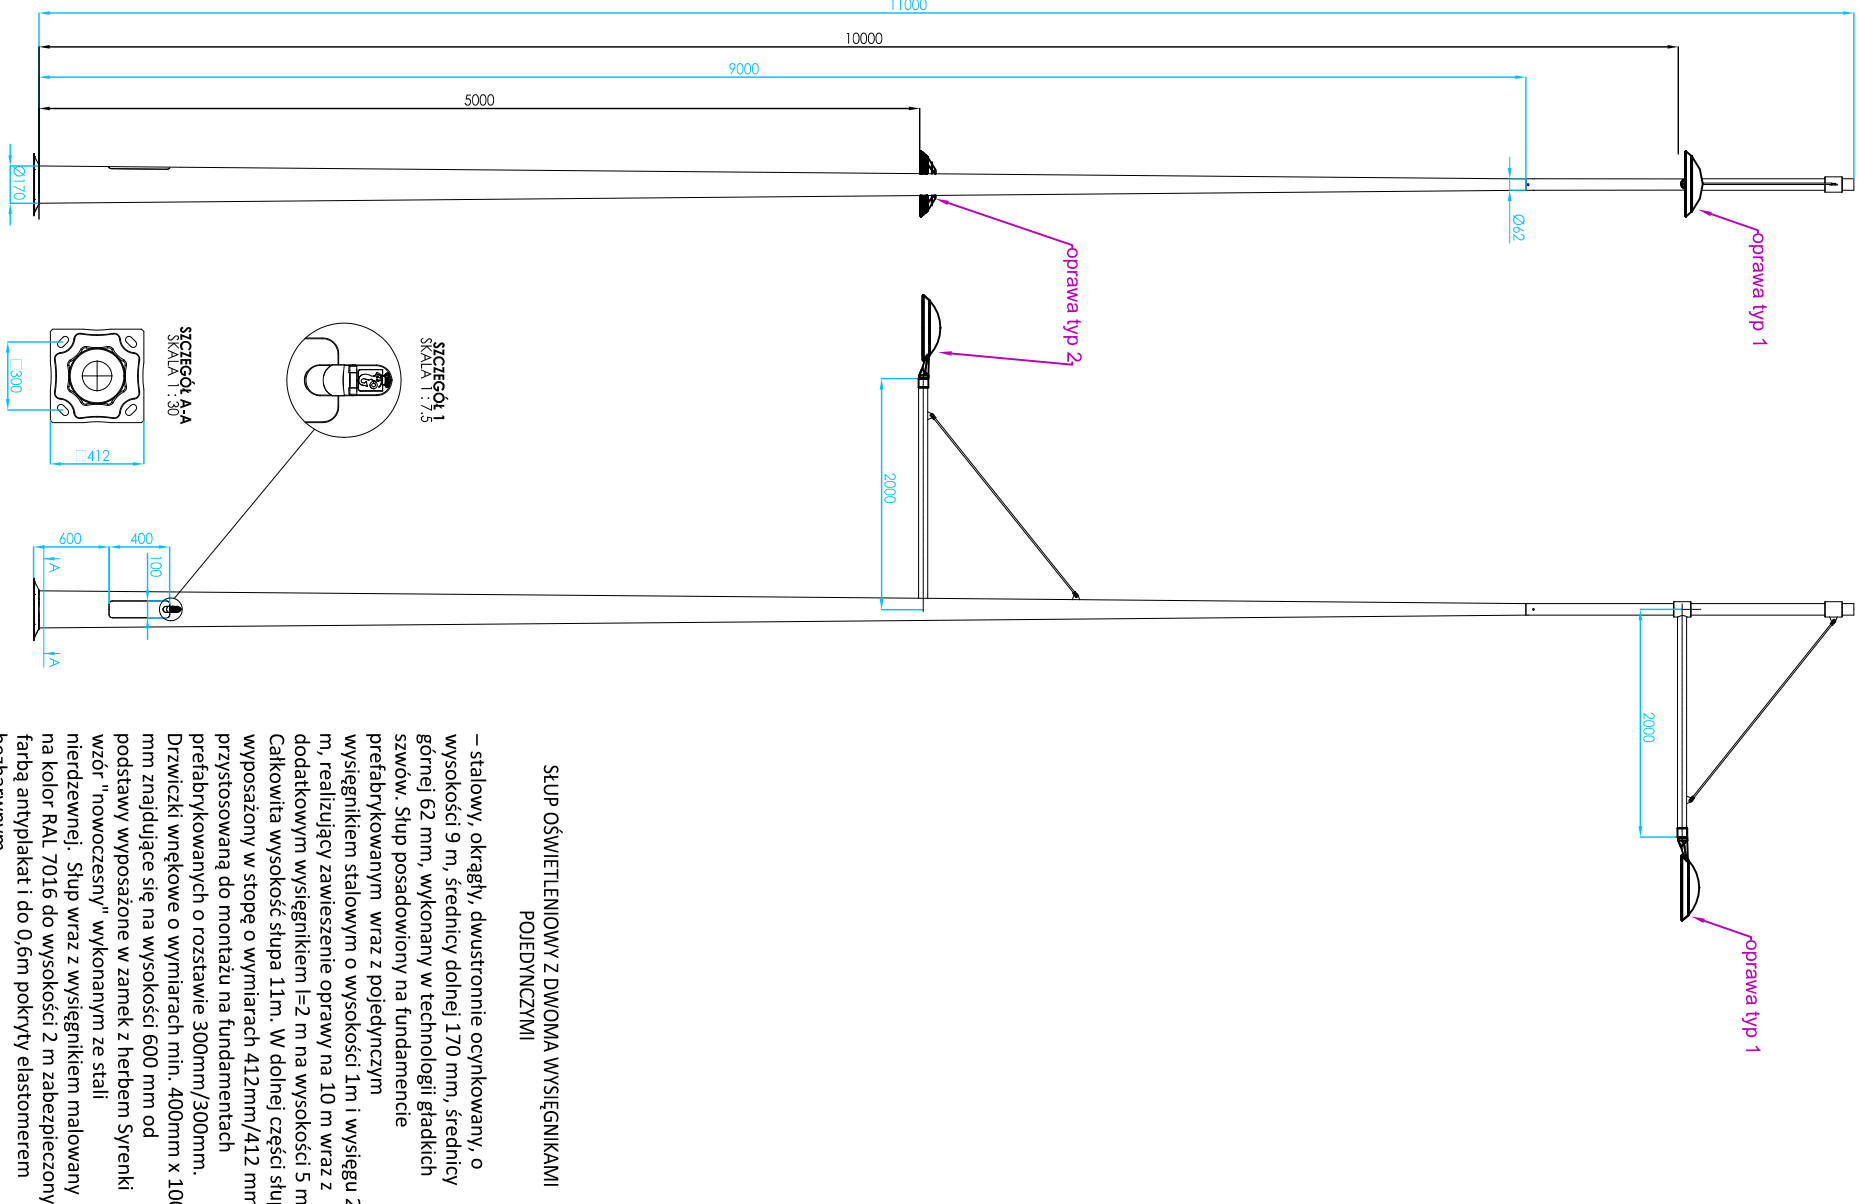 11000
10000
9000
5000
Ø170
Ø62
oprawa typ 1
oprawa typ 2
SZCZEGÓŁ A-A
SKALA 1 : 30
□300
□412
SZCZEGÓŁ 1
SKALA 1 : 7,5
2000
600
400
100
A
A
2000
oprawa typ 1
SŁUP OŚWIETLENIOWY Z DWOMA WYSIĘGNIKAMI
POJEDYNCZYMI
– stalowy, okrągły, dwustronnie ocynkowany, o
wysokości 9 m, średnicy dolnej 170 mm, średnicy
górnej 62 mm, wykonany w technologii gładkich
szwów. Słup posadowiony na fundamencie
prefabrykowanym wraz z pojedynczym
wysięgnikiem stalowym o wysokości 1m i wysięgu 2
m, realizujący zawieszenie oprawy na 10 m wraz z
dodatkowym wysięgnikiem l=2 m na wysokości 5 m
Całkowita wysokość słupa 11m. W dolnej części
wyposażony w stopę o wymiarach 412mm/412 mm
przystosowaną do montażu na fundamentach
prefabrykowanych o rozstawie 300mm/300mm.
Drzwiczki wnękowe o wymiarach min. 400mm x
mm znajdujące się na wysokości 600 mm od
podstawy wyposażone w zamek z herbem Syrenki
wzór "nowoczesny" wykonanym ze stali
nierdzewnej. Słup wraz z wysięgnikiem malowany
na kolor RAL 7016 do wysokości 2 m zabezpieczony
farbą antyplakat i do 0,6m pokryty elastomerem